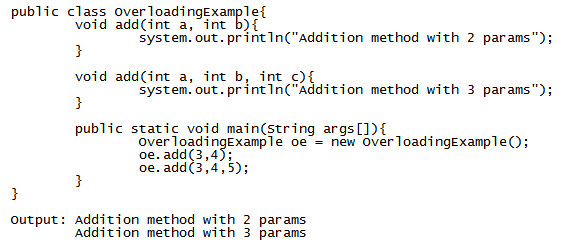 public class OverloadingExample{
void add(int a, int b){
system.out.println("Addition method with 2 params");
}
void add(int a, int b, int c){
system.out.println("Addition method with 3 params");
}
public static void main(String args[]){
OverloadingExample oe = new OverloadingExample();
oe.add(3,4);
oe.add(3,4,5);
}
}
Output: Addition method with 2 params
Addition method with 3 params